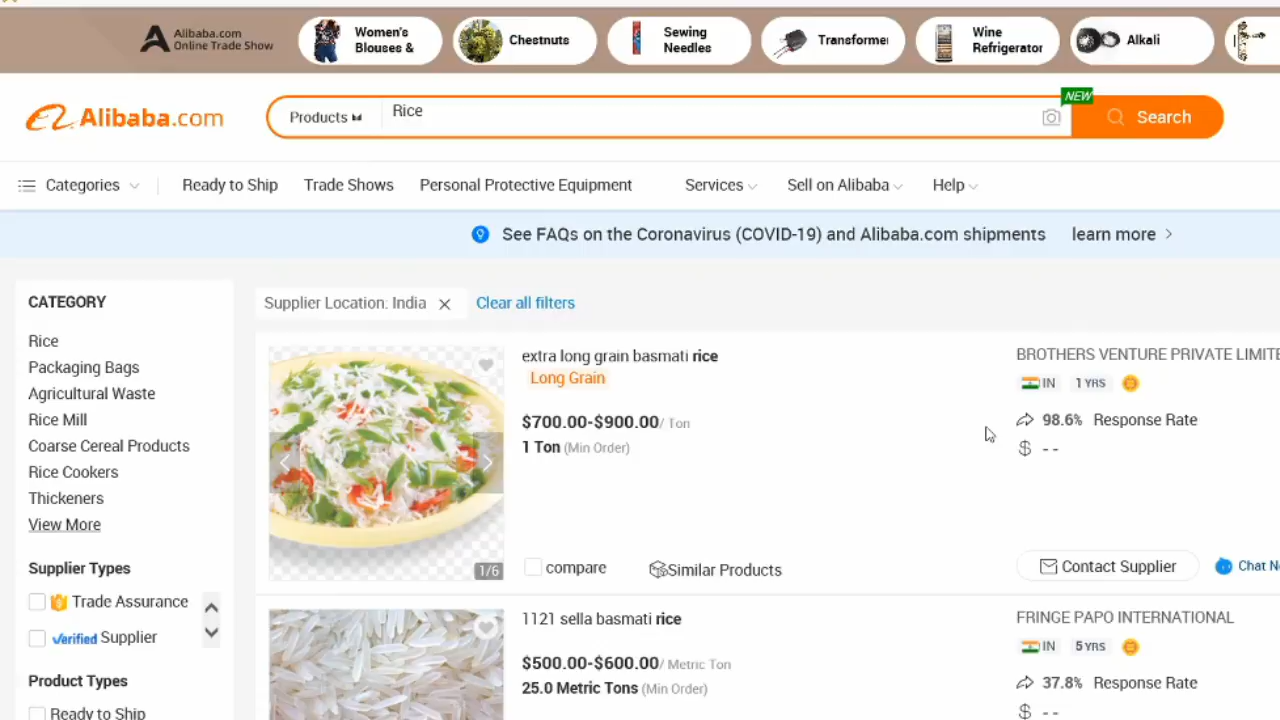 Alibaba.com
Online Trade Show
Women's
Blouses &
Chestnuts
Sewing
Needles
Transformer
Wine
Refrigerator
Alkali
Alibaba.com
Products
Rice
NEW
Search
Categories
Ready to Ship
Trade Shows
Personal Protective Equipment
Services
Sell on Alibaba
Help
See FAQs on the Coronavirus (COVID-19) and Alibaba.com shipments learn more
CATEGORY
Rice
Packaging Bags
Agricultural Waste
Rice Mill
Coarse Cereal Products
Rice Cookers
Thickeners
View More
Supplier Types
Trade Assurance
Verified Supplier
Product Types
Ready to Ship
Supplier Location: India
Clear all filters
extra long grain basmati rice
Long Grain
$700.00-$900.00/ Ton
1 Ton (Min Order)
1/6
compare
Similar Products
BROTHERS VENTURE PRIVATE LIMITE
IN 1 YRS
98.6% Response Rate
$ - -
Contact Supplier
Chat N
1121 sella basmati rice
$500.00-$600.00/ Metric Ton
25.0 Metric Tons (Min Order)
FRINGE PAPO INTERNATIONAL
IN 5 YRS
37.8% Response Rate
$ - -